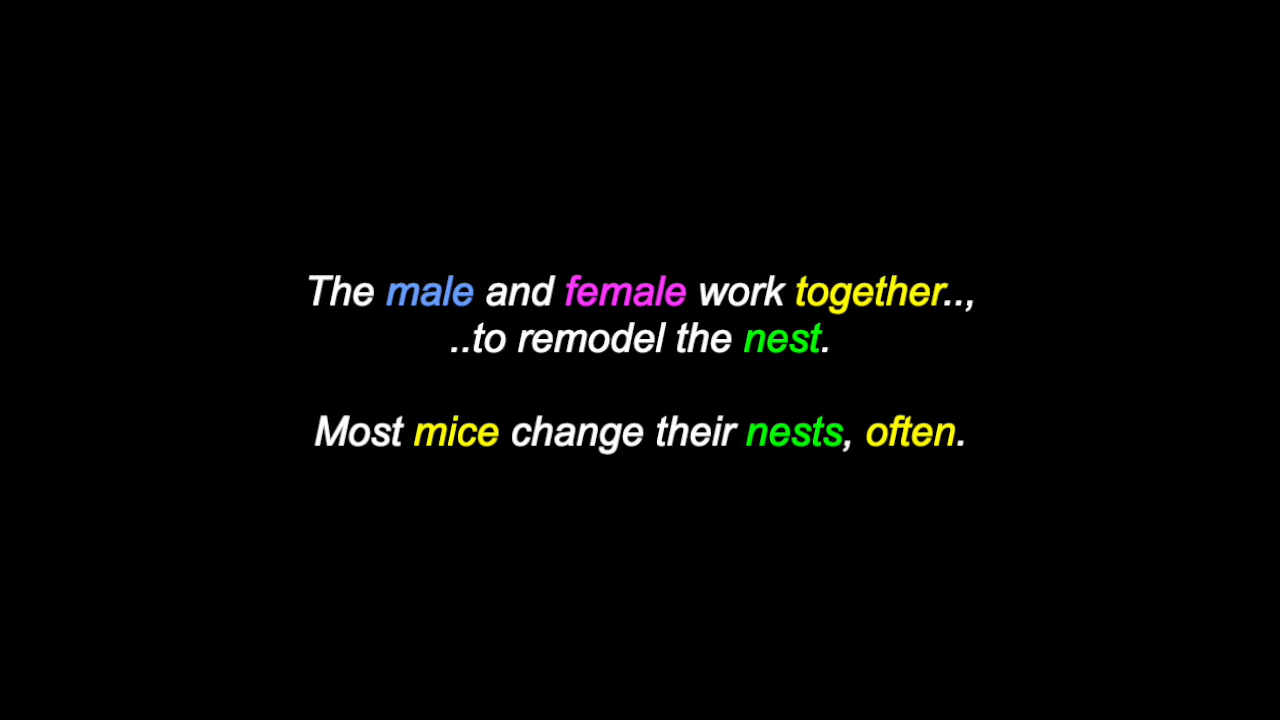 The male and female work together..,
..to remodel the nest.
Most mice change their nests, often.